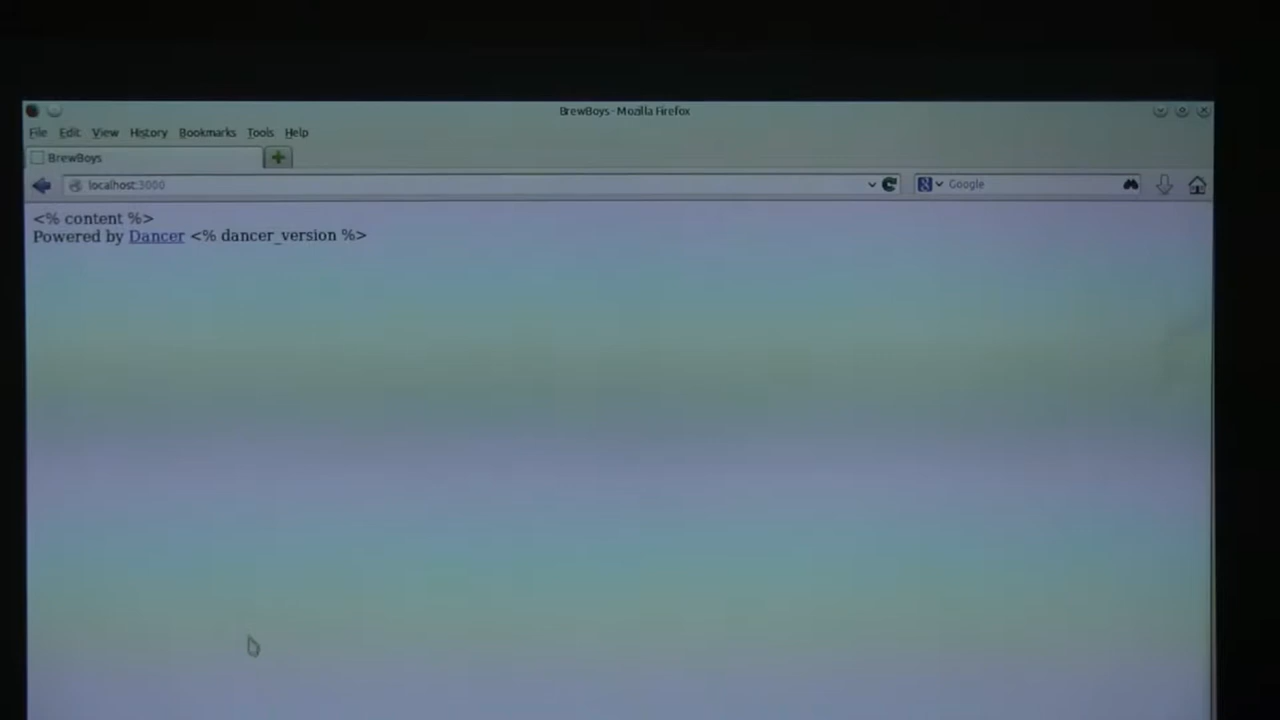 BrewBoys - Mozilla Firefox
File Edit View History Bookmarks Tools Help
BrewBoys
localhost:3000
Google
<% content %>
Powered by Dancer <% dancer_version %>